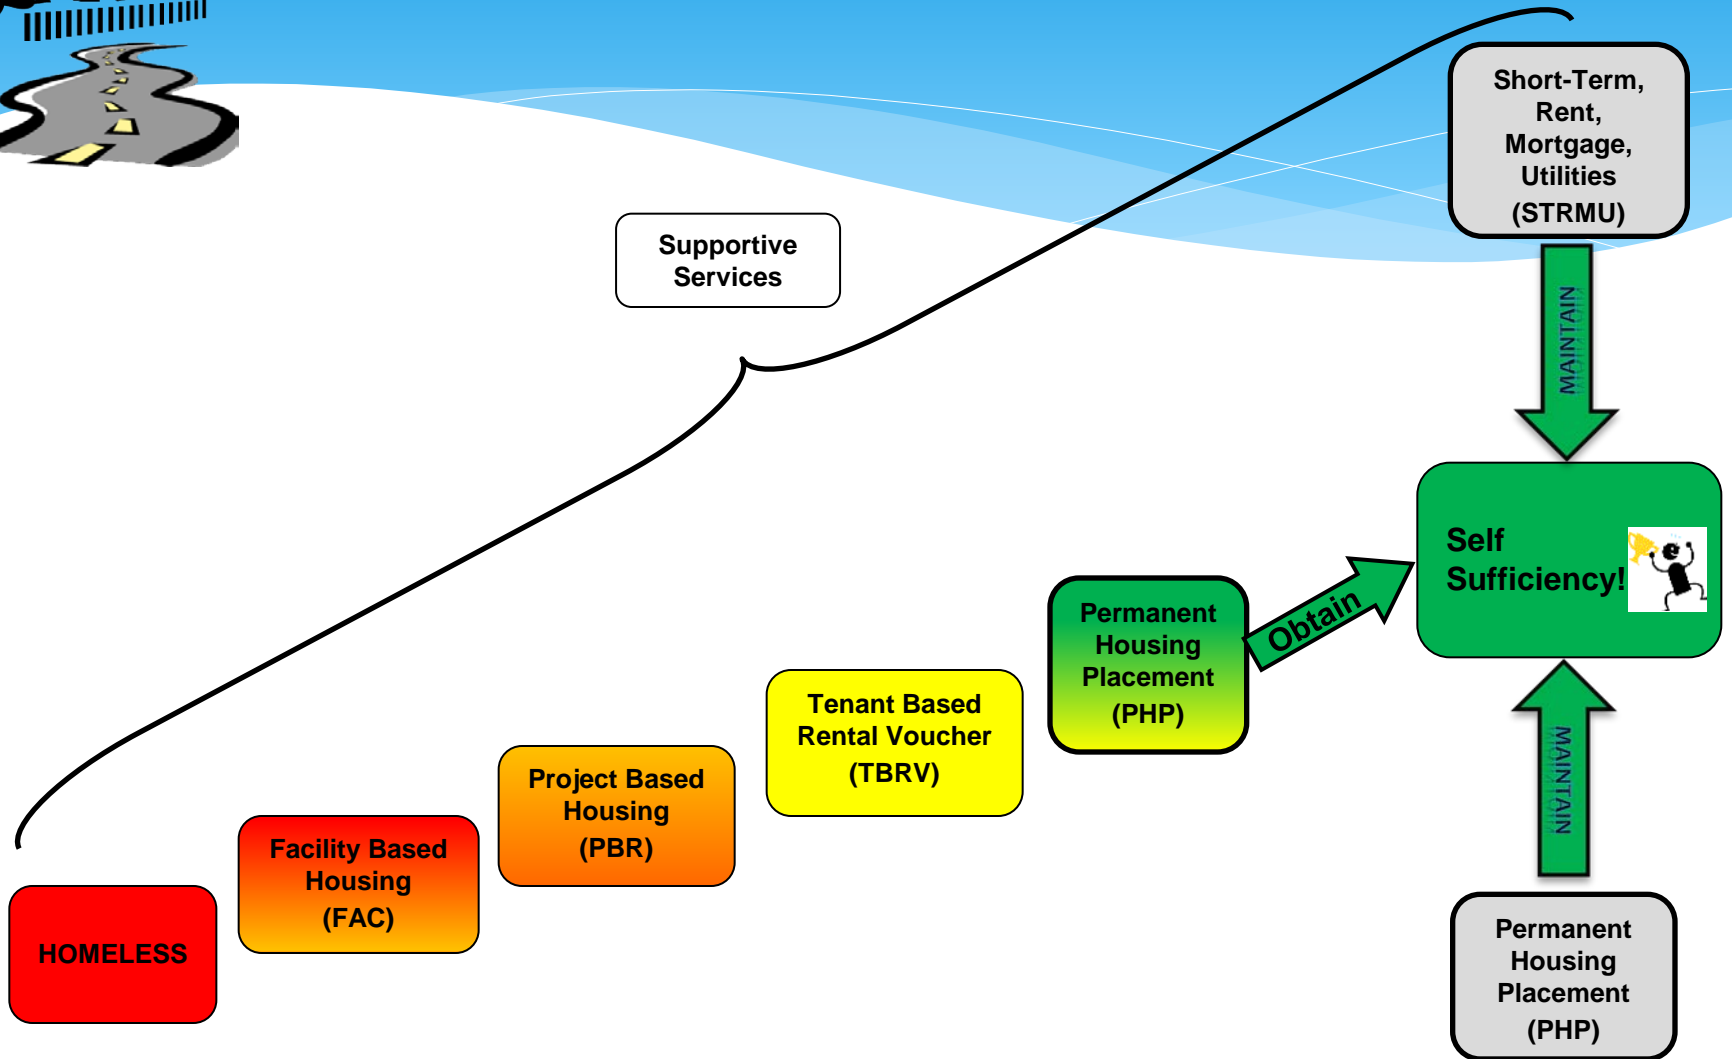 Short-Term,
Rent,
Mortgage,
Utilities
(STRMU)
Supportive
Services
MAINTAIN
Self
Sufficiency!
Permanent
Housing
Placement
(PHP)
Obtain
Tenant Based
Rental Voucher
(TBRV)
Project Based
Housing
(PBR)
Facility Based
Housing
(FAC)
HOMELESS
MAINTAIN
Permanent
Housing
Placement
(PHP)